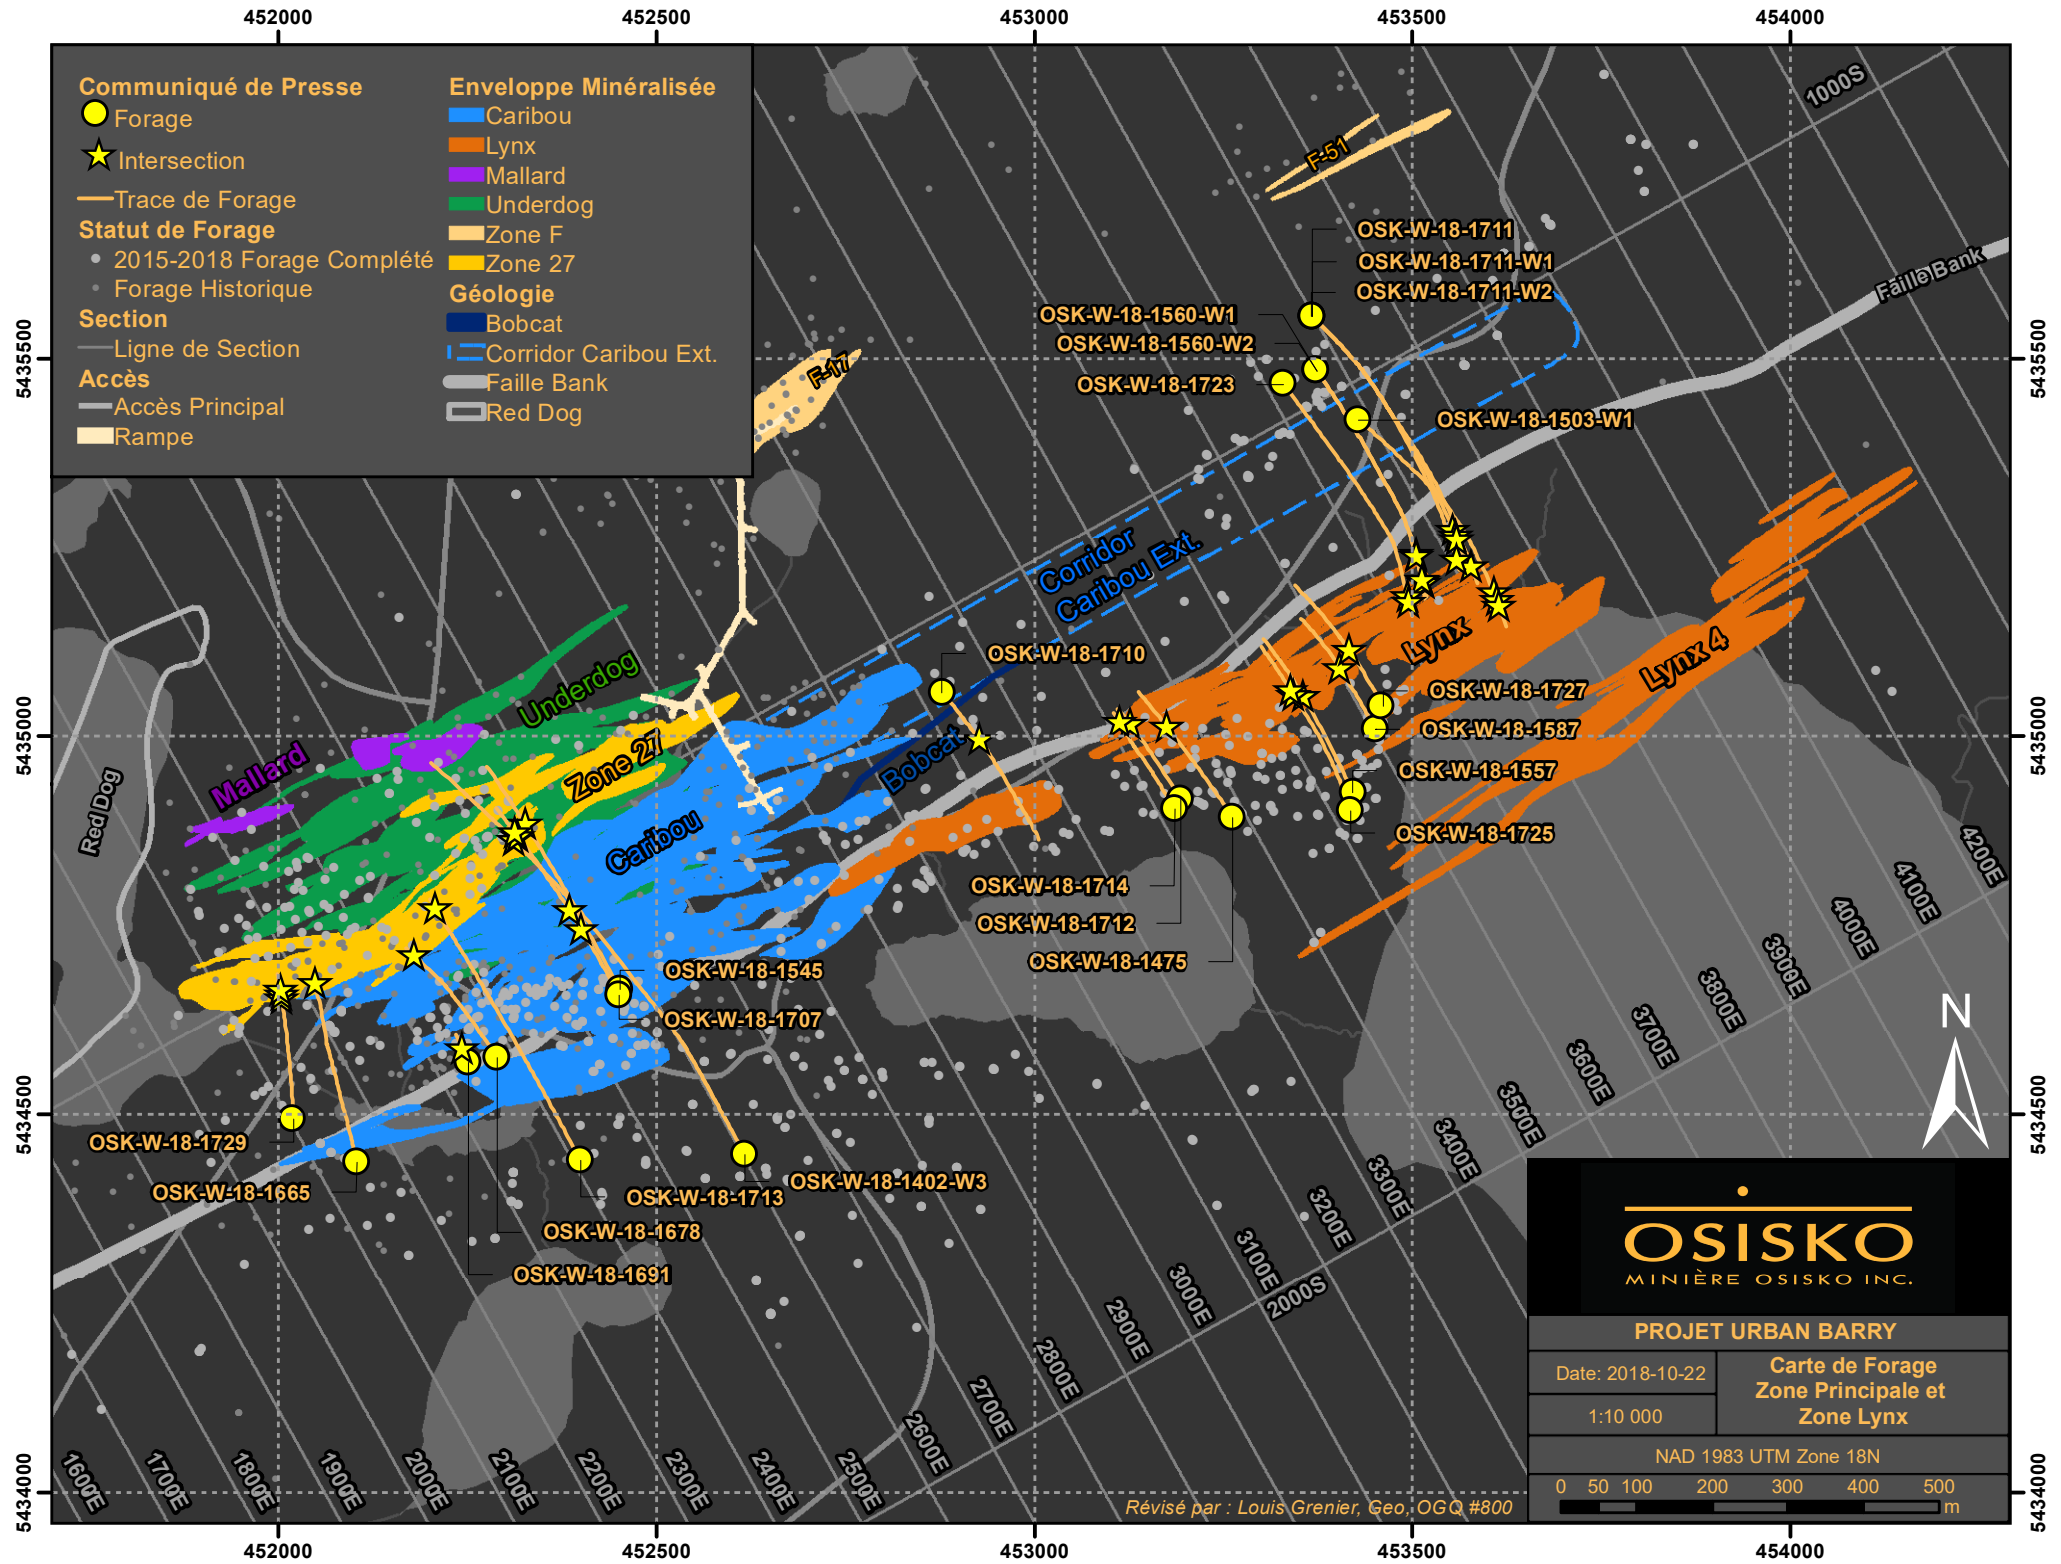 452000
452500
453000
453500
454000
Communiqué de Presse
Forage
Intersection
Trace de Forage
Statut de Forage
2015-2018 Forage Complété
Forage Historique
Section
Ligne de Section
Accès
Accès Principal
Rampe
Enveloppe Minéralisée
Caribou
Lynx
Mallard
Underdog
Zone F
Zone 27
Géologie
Bobcat
Corridor Caribou Ext.
Faille Bank
Red Dog
1000S
F-51
OSK-W-18-1711
OSK-W-18-1711-W1
OSK-W-18-1711-W2
OSK-W-18-1560-W1
OSK-W-18-1560-W2
OSK-W-18-1723
OSK-W-18-1503-W1
Faille Bank
5435500
5435500
F-17
Corridor
Caribou Ext.
OSK-W-18-1710
Lynx
Lynx 4
Underdog
Mallard
Zone 27
Caribou
Bobcat
Red Dog
5435000
5435000
OSK-W-18-1727
OSK-W-18-1587
OSK-W-18-1557
OSK-W-18-1725
OSK-W-18-1714
OSK-W-18-1712
OSK-W-18-1475
OSK-W-18-1545
OSK-W-18-1707
5434500
5434500
OSK-W-18-1729
OSK-W-18-1665
OSK-W-18-1713
OSK-W-18-1402-W3
OSK-W-18-1678
OSK-W-18-1691
4200E
4100E
4000E
3900E
3800E
3700E
3600E
3500E
3400E
3300E
3200E
3100E
3000E
2900E
2800E
2700E
2600E
2500E
2400E
2300E
2200E
2100E
2000E
1900E
1800E
1700E
1600E
2000S
N
OSISKO
MINIÈRE OSISKO INC.
PROJET URBAN BARRY
Date: 2018-10-22
1:10 000
Carte de Forage
Zone Principale et
Zone Lynx
NAD 1983 UTM Zone 18N
0 50 100 200 300 400 500
m
Révisé par : Louis Grenier, Geo, OGQ #800
5434000
5434000
452000
452500
453000
453500
454000